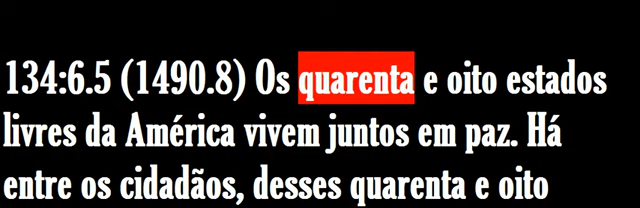 134:6.5 (1490.8) Os quarenta e oito estados
livres da América vivem juntos em paz. Há
entre os cidadãos, desses quarenta e oito